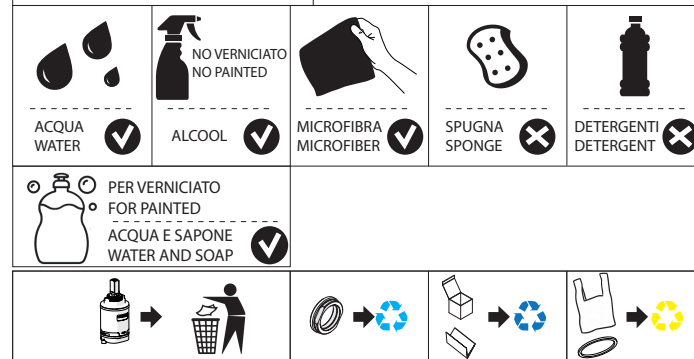 NO VERNICIATO
NO PAINTED
ACQUA
WATER
ALCOOL
MICROFIBRA
MICROFIBER
SPUGNA
SPONGE
DETERGENTI
DETERGENT
PER VERNICIATO
FOR PAINTED
ACQUA E SAPONE
WATER AND SOAP